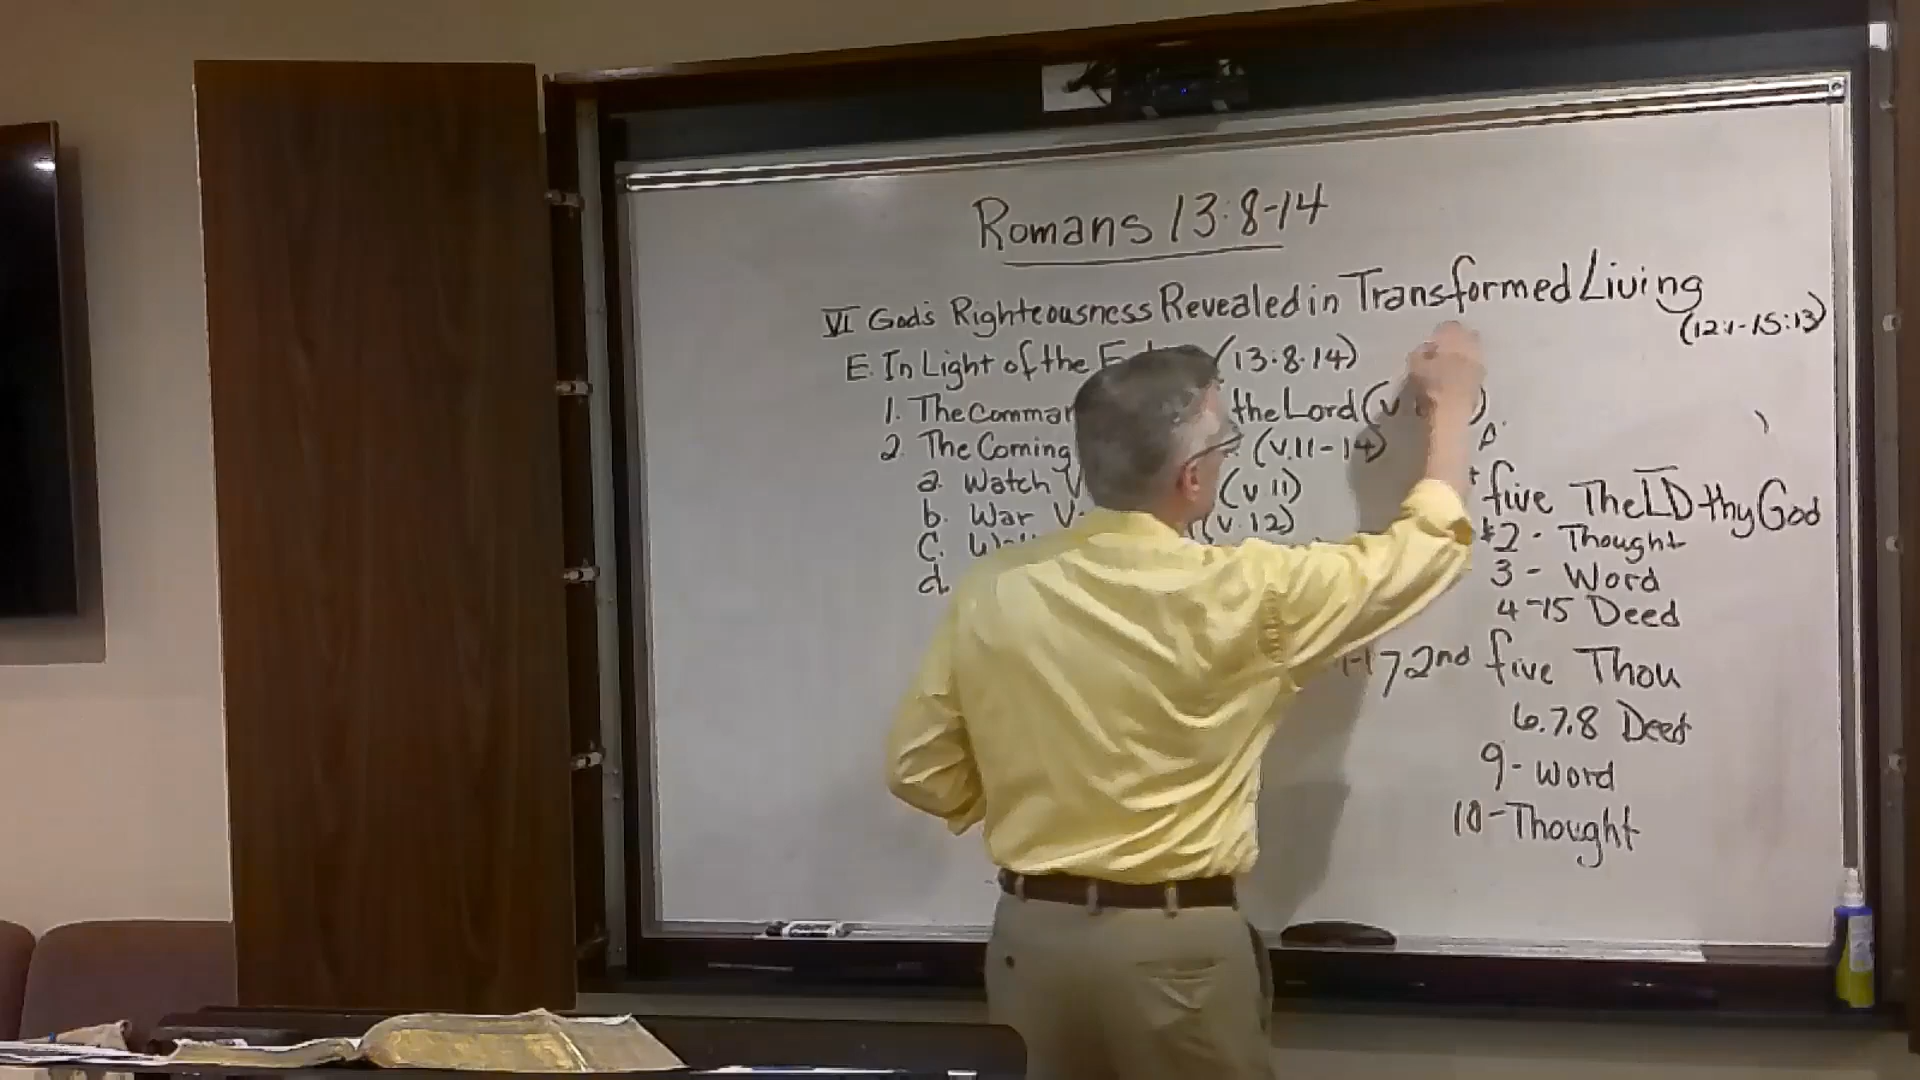 Romans 13:8-14
VI God's Righteousness Revealed in Transformed Living
(12:1-15:13)
E. In Light of the (13:8-14)
1. The the Lord (v )
2. The Coming (v.11-14)
a. Watch V (v 11)
b. War V (v.12)
c.
d.
five The LD thy God
#2 - Thought
3 - Word
4-15 Deed
2nd five Thou
6.7.8 Deed
9 - Word
10 - Thought